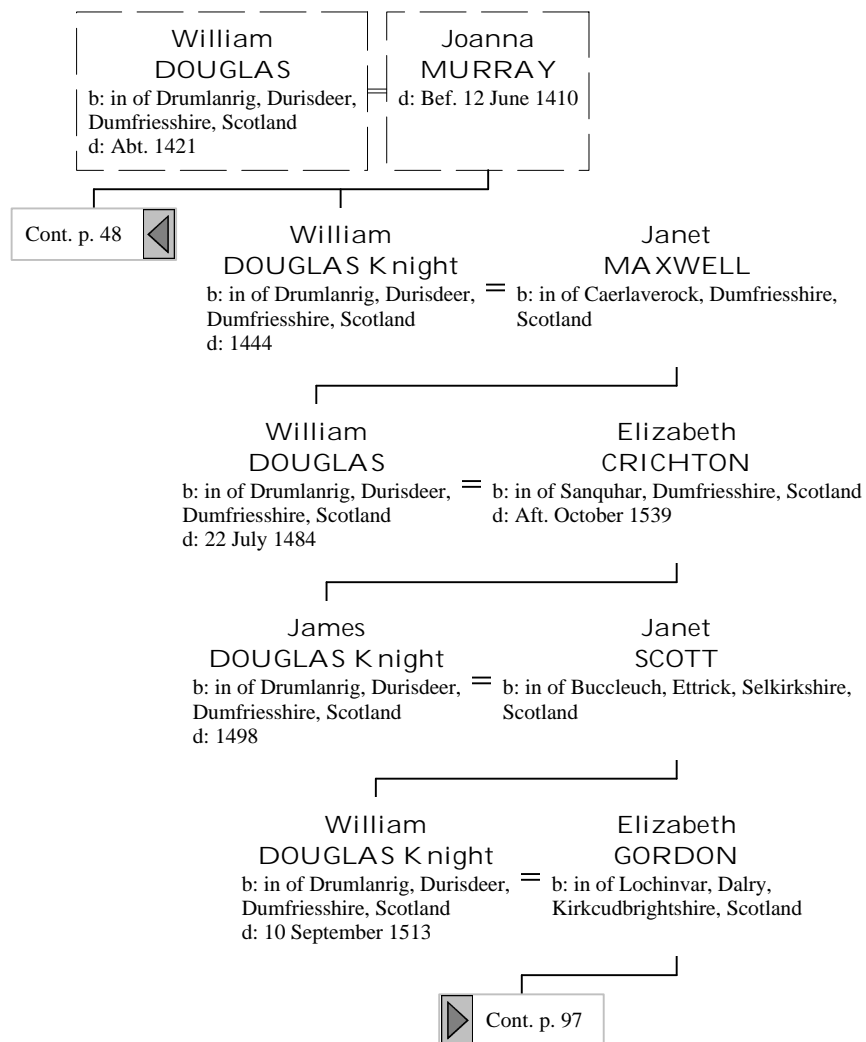 William
DOUGLAS
b: in of Drumlanrig, Durisdeer,
Dumfriesshire, Scotland
d: Abt. 1421
Joanna
MURRAY
d: Bef. 12 June 1410
Cont. p. 48
William
DOUGLAS Knight
b: in of Drumlanrig, Durisdeer,
Dumfriesshire, Scotland
d: 1444
=
Janet
MAXWELL
b: in of Caerlaverock, Dumfriesshire,
Scotland
William
DOUGLAS
b: in of Drumlanrig, Durisdeer,
Dumfriesshire, Scotland
d: 22 July 1484
=
Elizabeth
CRICHTON
b: in of Sanquhar, Dumfriesshire, Scotland
d: Aft. October 1539
James
DOUGLAS Knight
b: in of Drumlanrig, Durisdeer,
Dumfriesshire, Scotland
d: 1498
=
Janet
SCOTT
b: in of Buccleuch, Ettrick, Selkirkshire,
Scotland
William
DOUGLAS Knight
b: in of Drumlanrig, Durisdeer,
Dumfriesshire, Scotland
d: 10 September 1513
=
Elizabeth
GORDON
b: in of Lochinvar, Dalry,
Kirkcudbrightshire, Scotland
Cont. p. 97